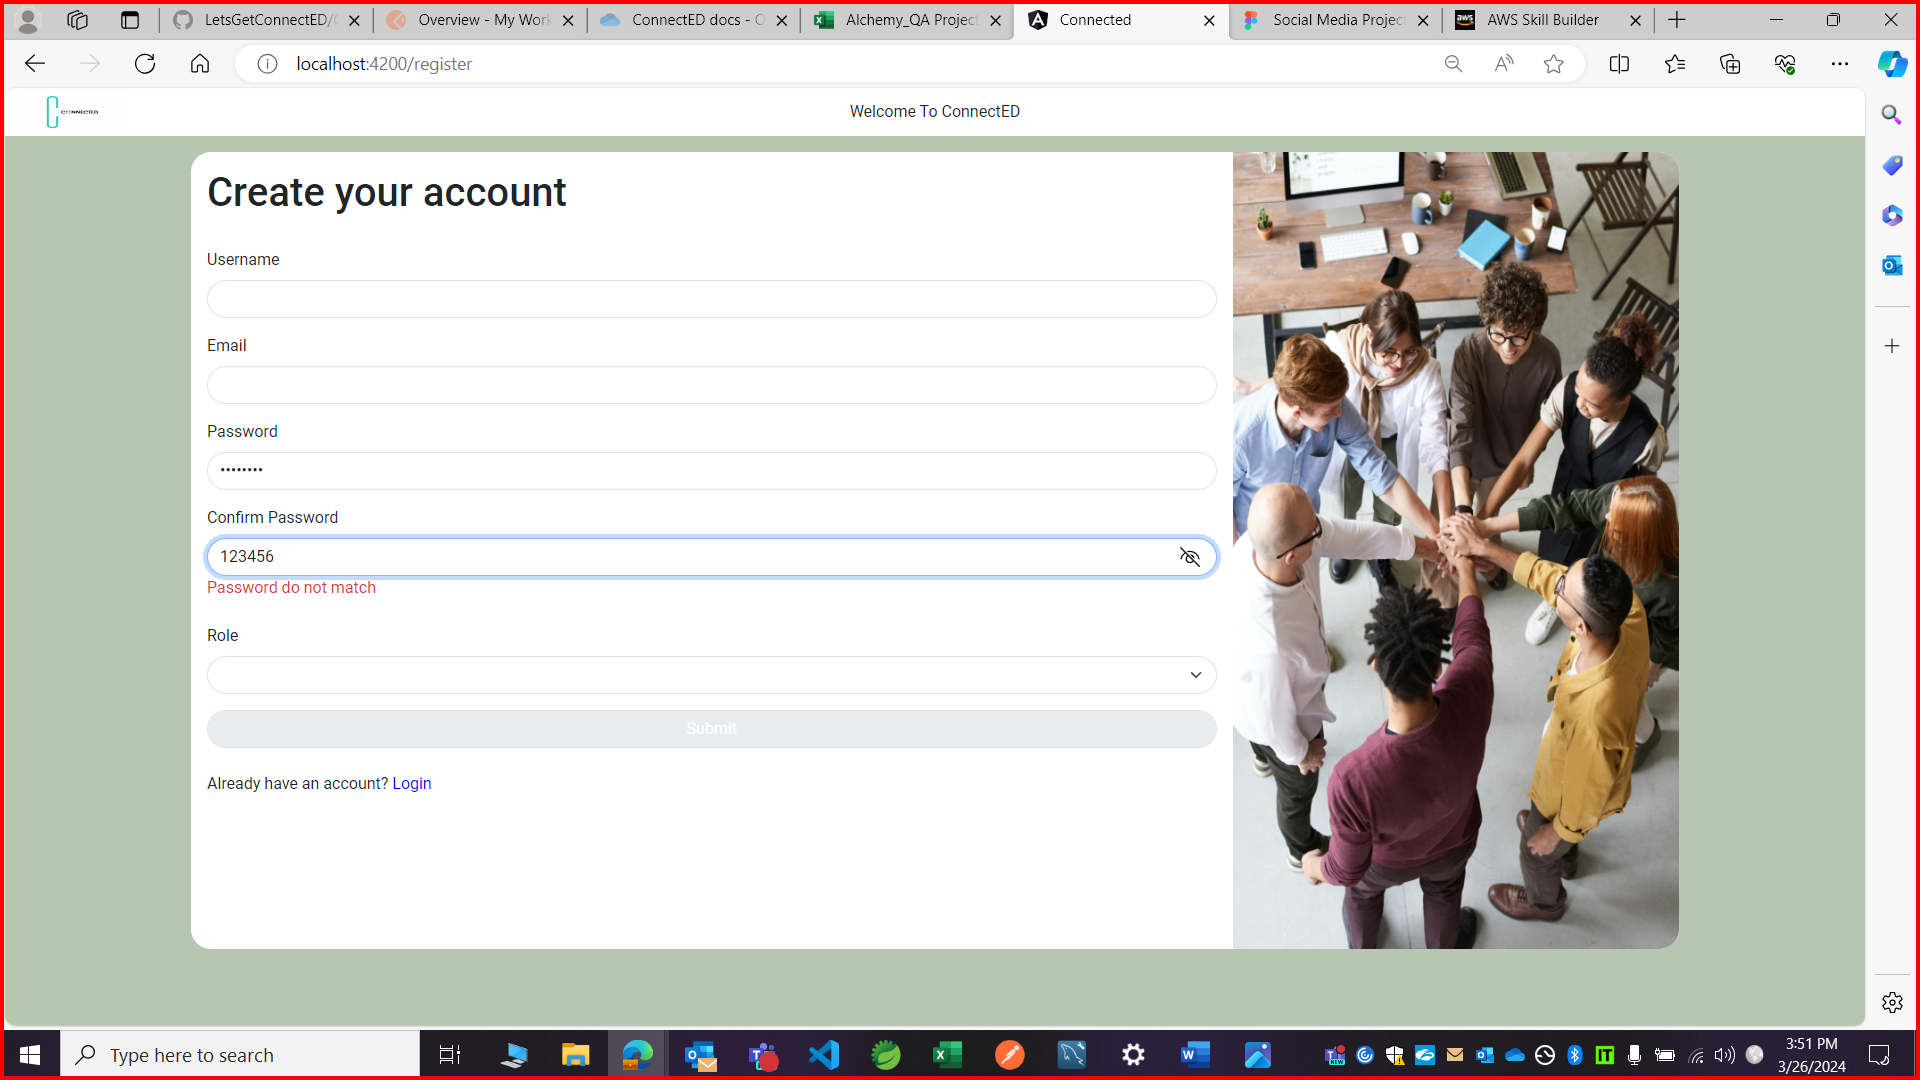 LetsGetConnectED/
Overview - My Work
ConnectED docs - O
Alchemy_QA Project
Connected
Social Media Project
AWS Skill Builder
localhost:4200/register
CONNECTED
Welcome To ConnectED
Create your account
Username
Email
Password
••••••••
Confirm Password
123456
Password do not match
Role
Submit
Already have an account? Login
Type here to search
3:51 PM
3/26/2024